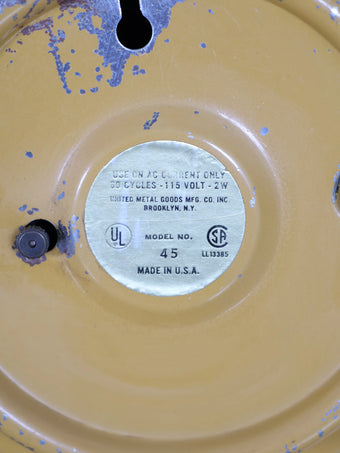 USE ON AC CURRENT ONLY
60 CYCLES - 115 VOLT - 2W
UNITED METAL GOODS MFG. CO. INC
BROOKLYN, N.Y.
UL MODEL NO. SA
45 LL13385
MADE IN U.S.A.